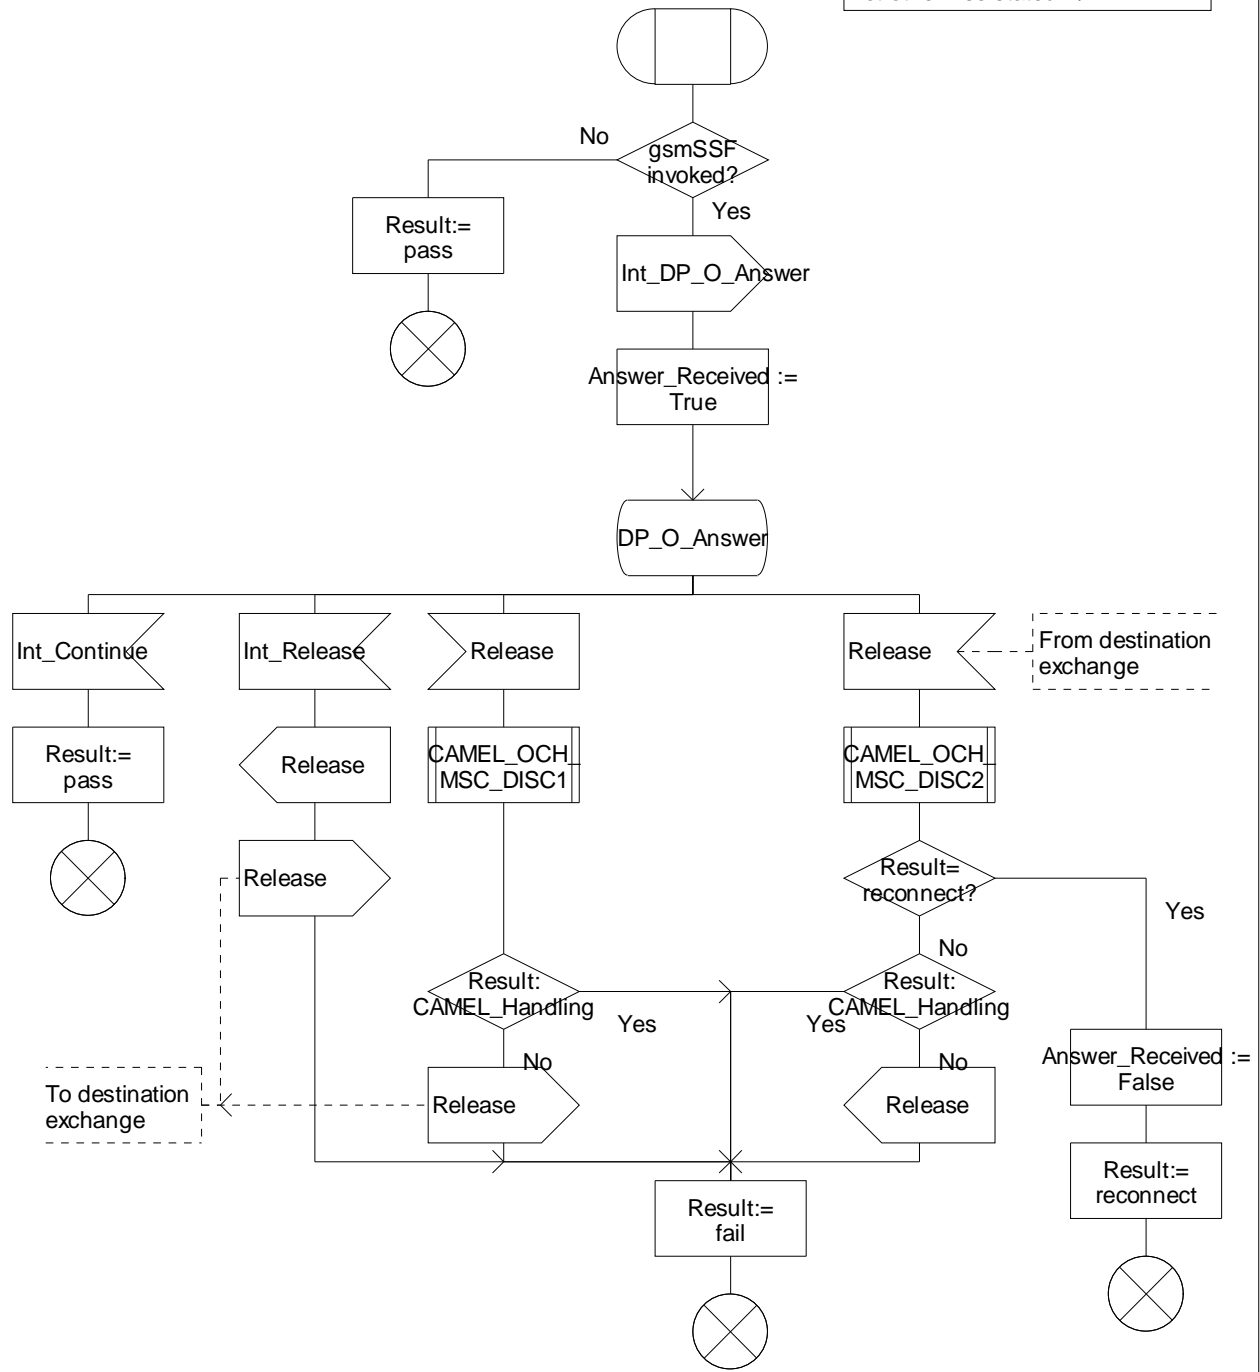 No
gsmSSF
invoked?
Yes
Result:=
pass
Int_DP_O_Answer
Answer_Received :=
True
DP_O_Answer
Int_Continue
Int_Release
Release
Release
From destination
exchange
Result:=
pass
Release
CAMEL_OCH_
MSC_DISC1
CAMEL_OCH_
MSC_DISC2
Release
Result=
reconnect?
Yes
No
Result:
CAMEL_Handling
Yes
Result:
CAMEL_Handling
Yes
No
No
Answer_Received :=
False
To destination
exchange
Release
Release
Result:=
reconnect
Result:=
fail